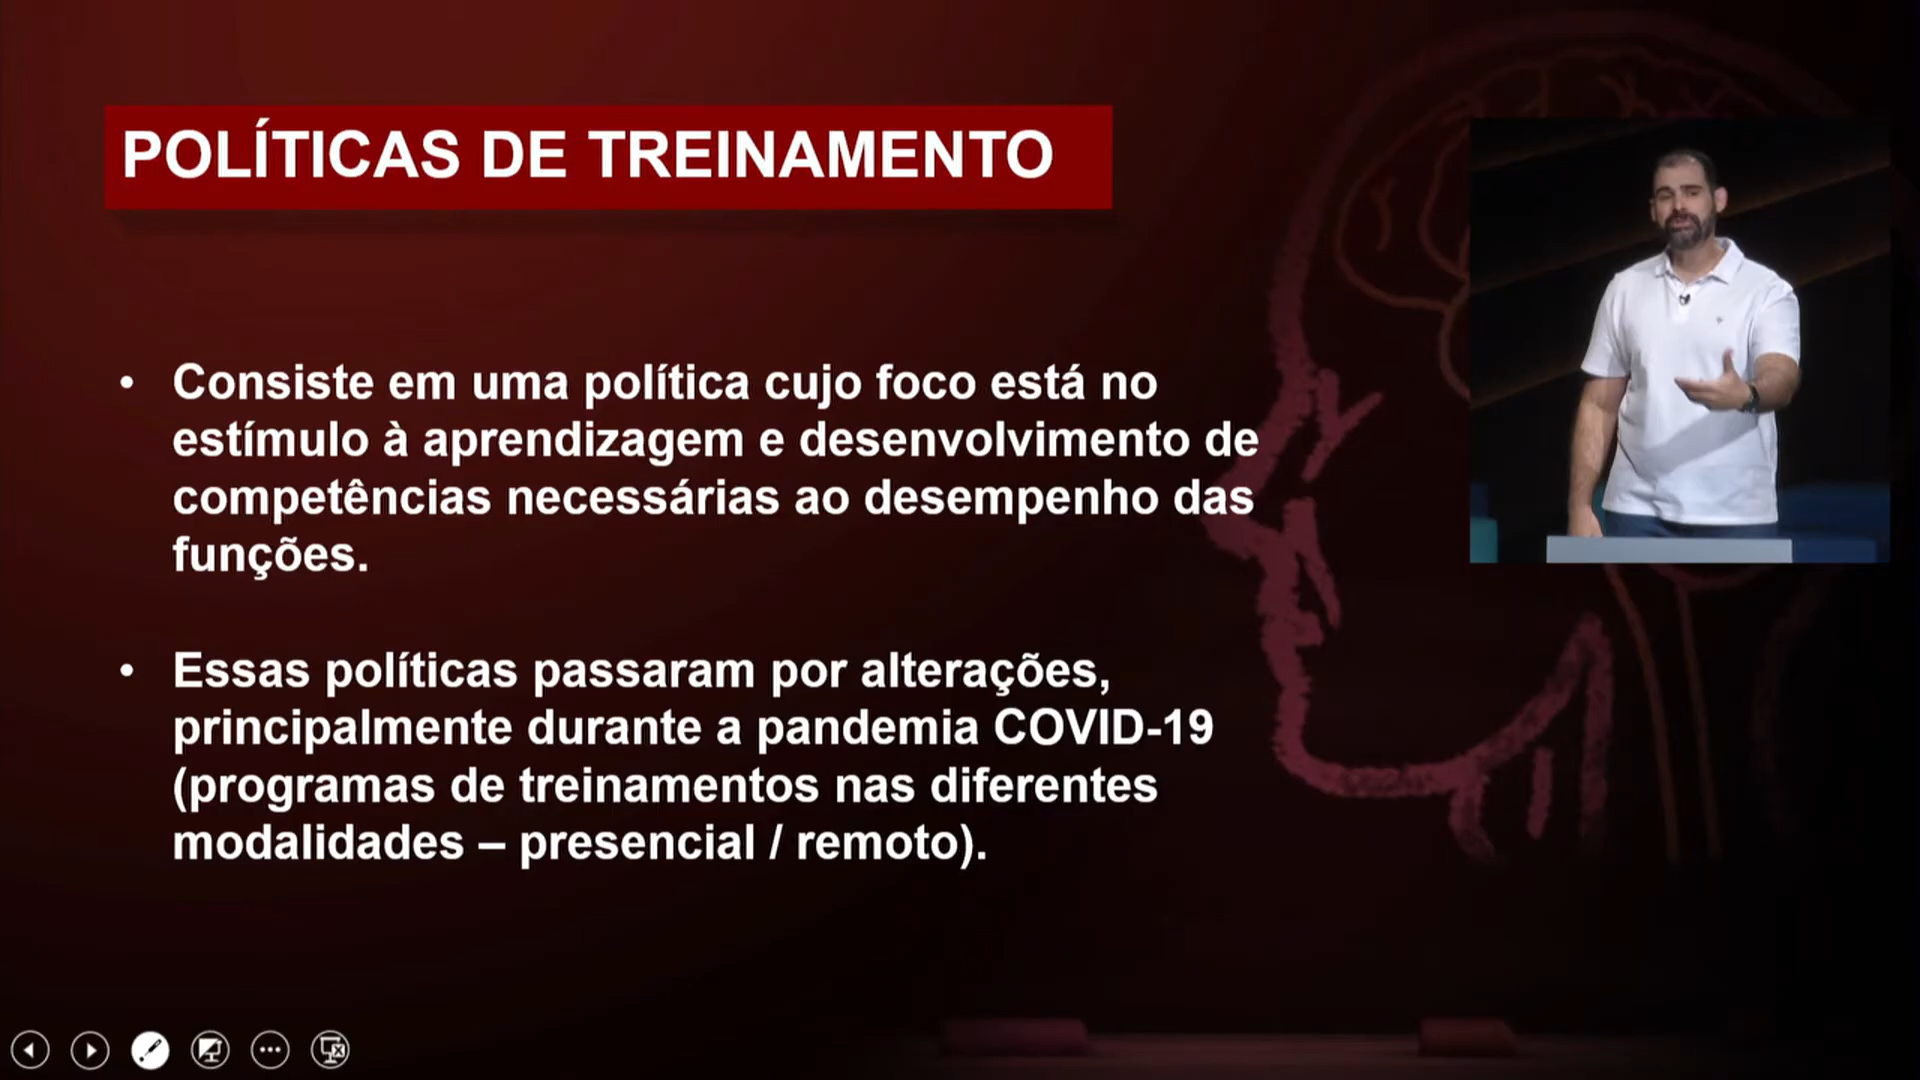 POLÍTICAS DE TREINAMENTO
• Consiste em uma política cujo foco está no
estímulo à aprendizagem e desenvolvimento de
competências necessárias ao desempenho das
funções.
• Essas políticas passaram por alterações,
principalmente durante a pandemia COVID-19
(programas de treinamentos nas diferentes
modalidades – presencial / remoto).